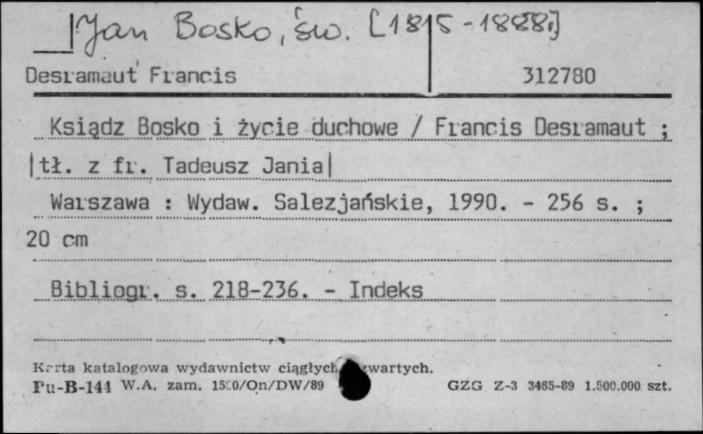 Jan Bosko, św. [1815-1888.]
Desramaut Francis 312780
Ksiądz Bosko i życie duchowe / Francis Desramaut ;
|tł. z fr. Tadeusz Jania|
Warszawa : Wydaw. Salezjańskie, 1990. - 256 s. ;
20 cm
Bibliogr. s. 218-236. - Indeks
Karta katalogowa wydawnictw ciągłych zwartych.
Pu-B-144 W.A. zam. 1500/On/DW/89 GZG Z-3 3465-89 1.500.000 szt.